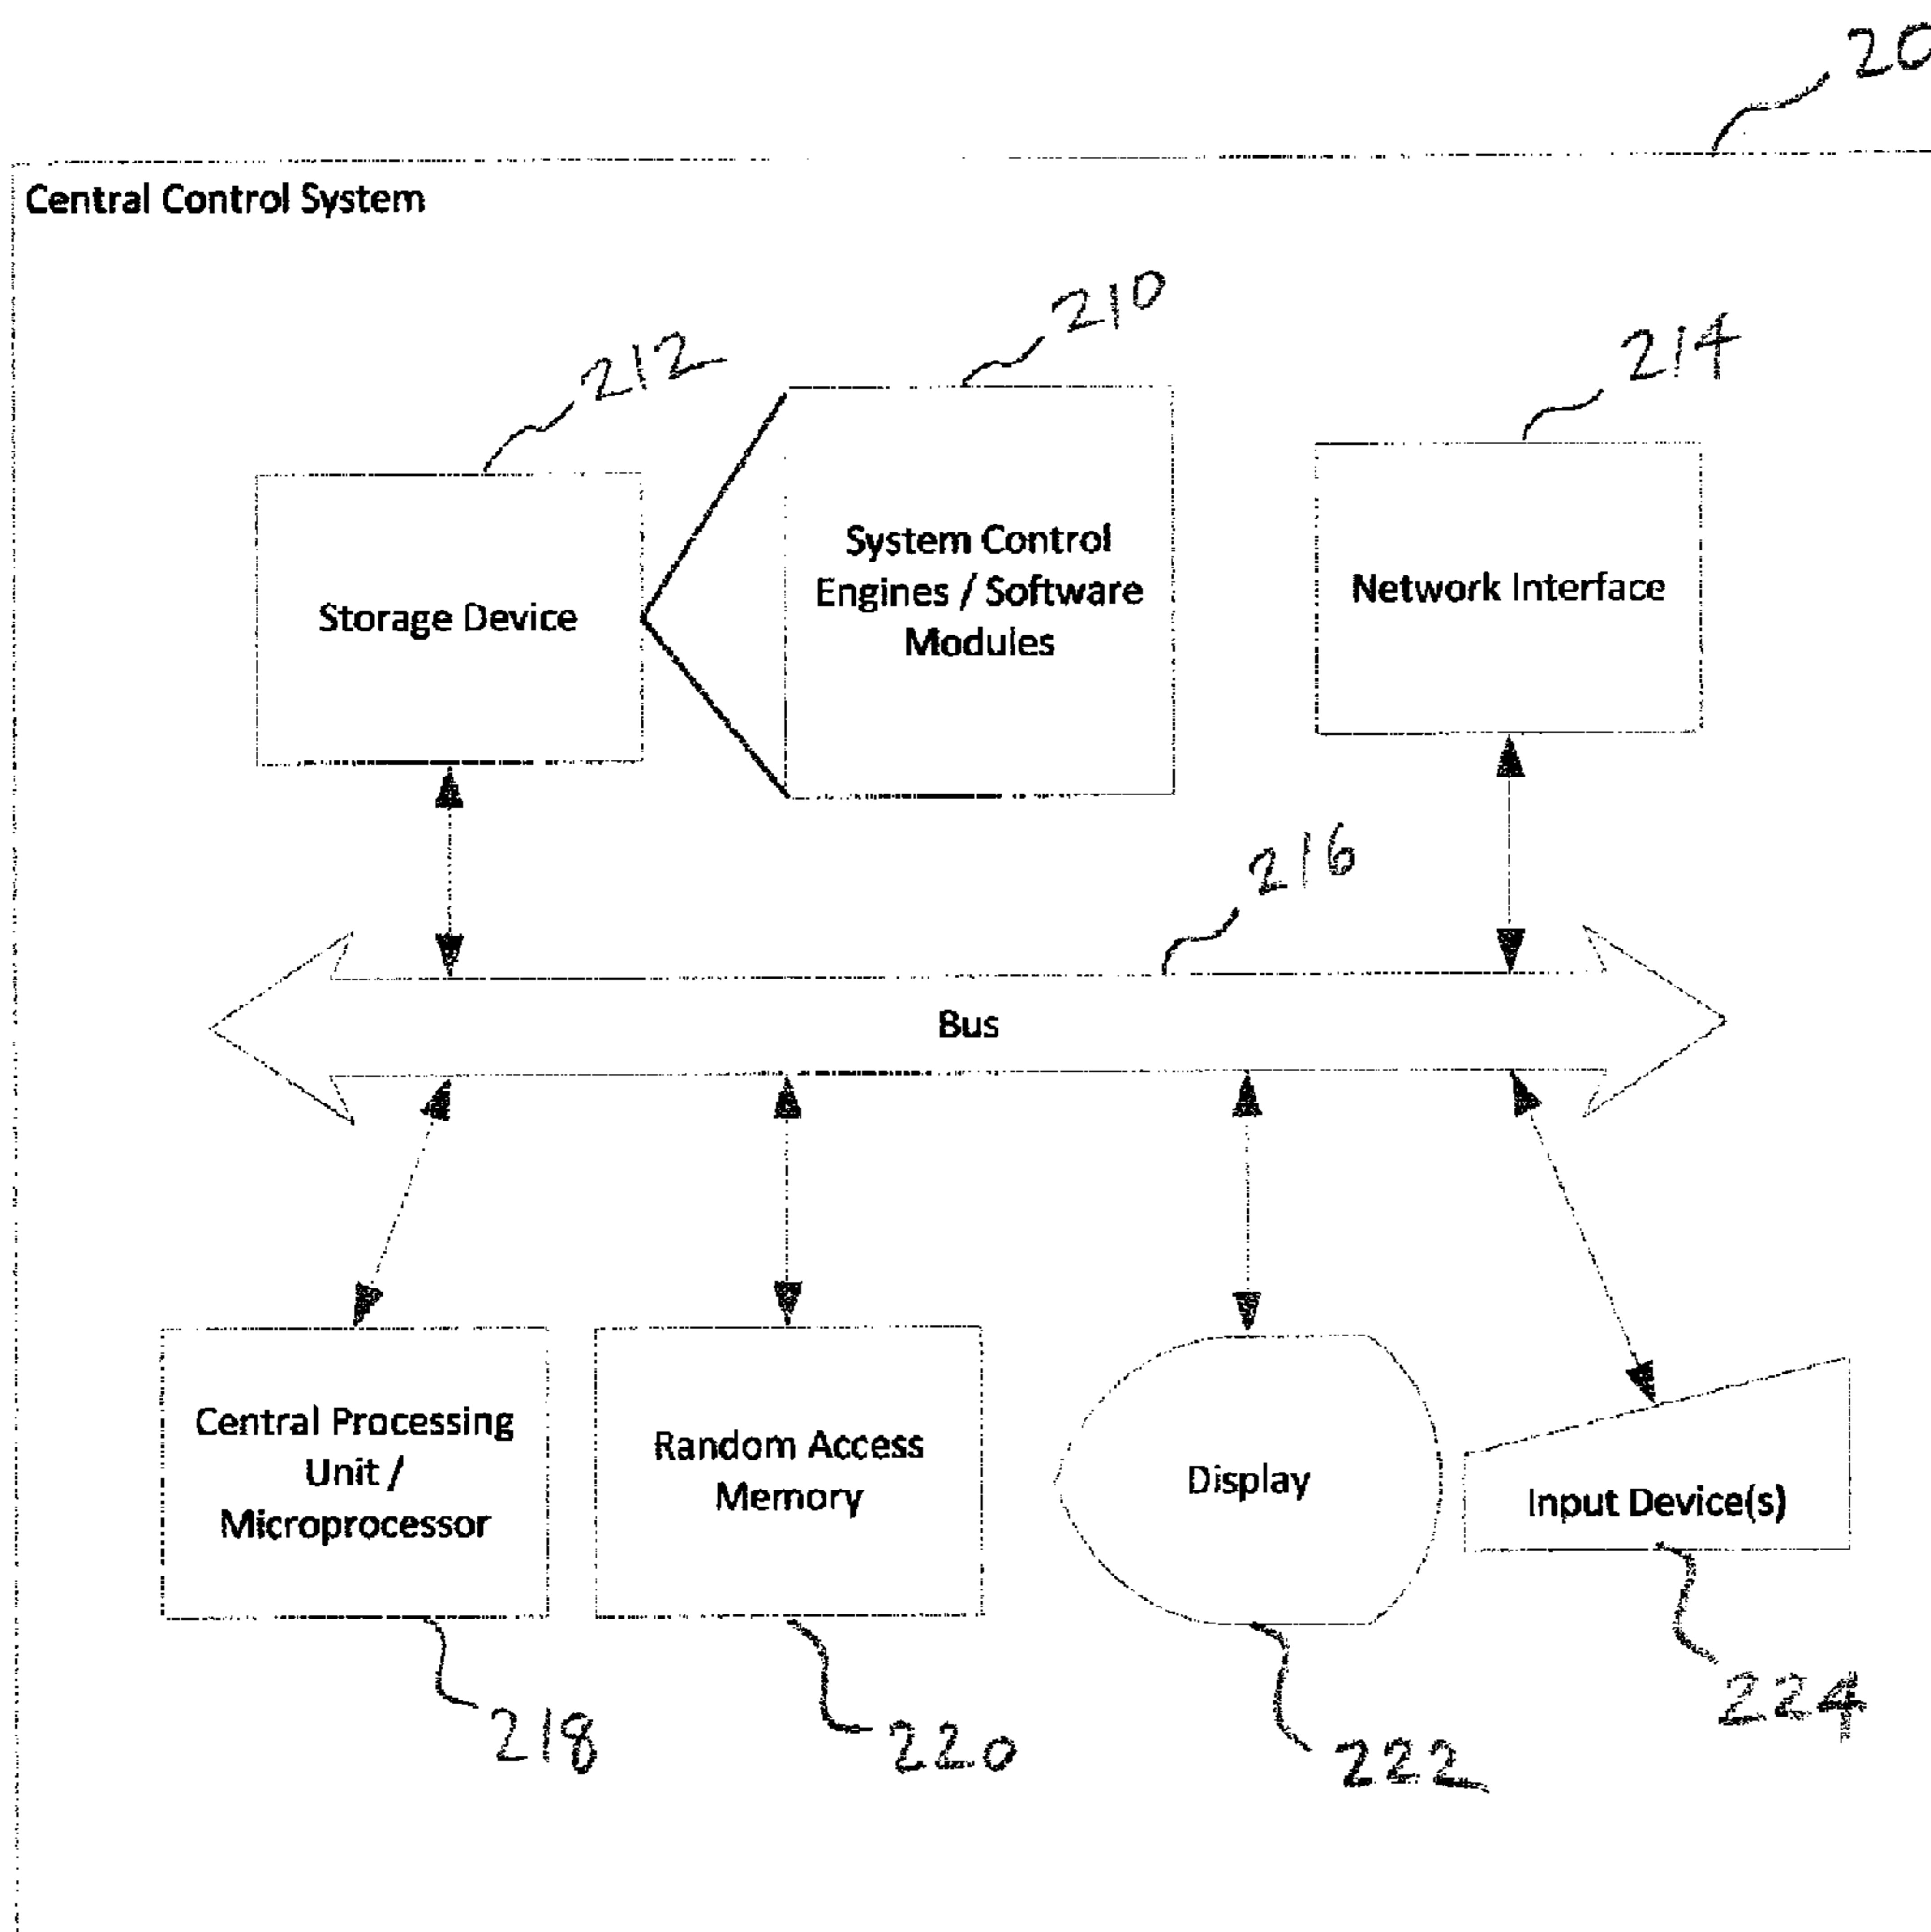 20
Central Control System
210
212
214
System Control
Engines / Software
Modules
Storage Device
Network Interface
216
Bus
Central Processing
Unit /
Microprocessor
Random Access
Memory
Display
Input Device(s)
218
220
222
224